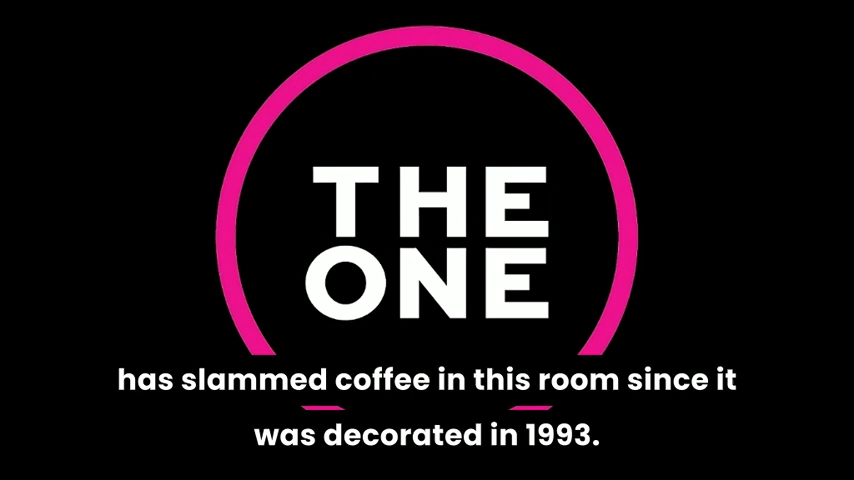 THE
ONE
has slammed coffee in this room since it
was decorated in 1993.